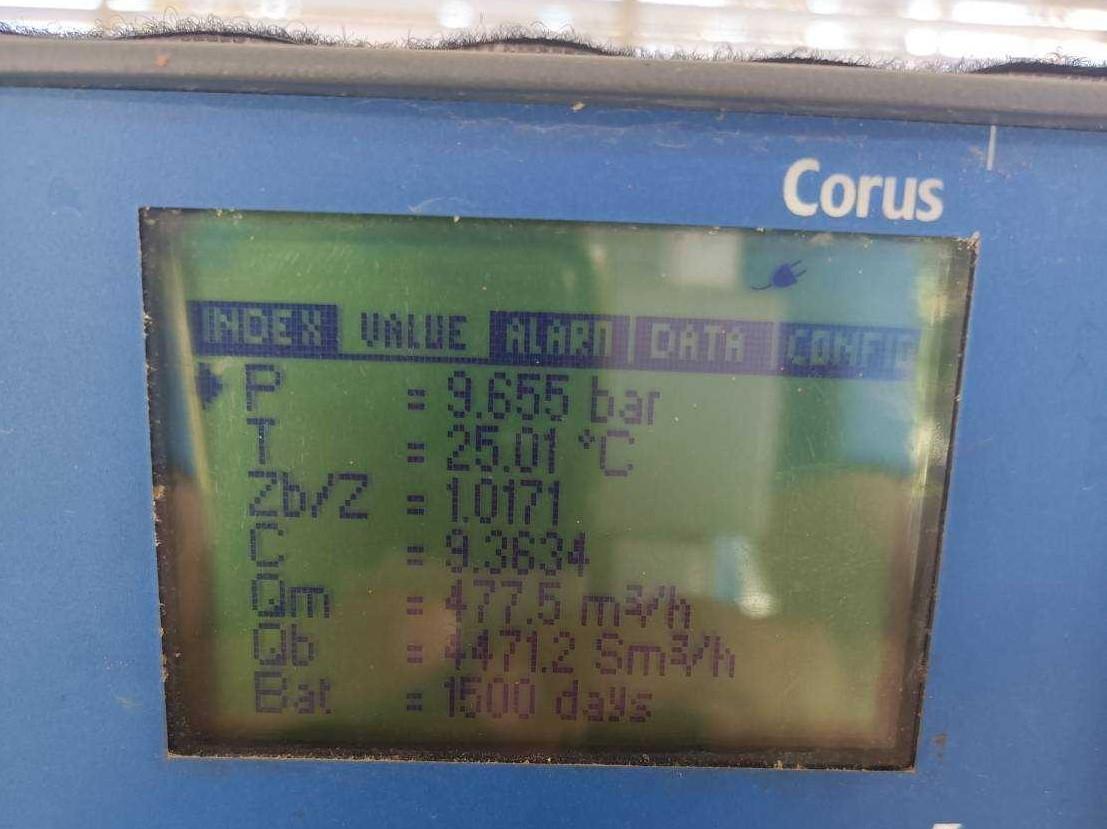 Corus
INDEX VALUE ALARM DATA CONFIG
P = 9.655 bar
T = 25.01 °C
Zb/Z = 1.0171
C = 9.3634
Qm = 477.5 m³/h
Qb = 4471.2 Sm³/h
Bat = 1500 days